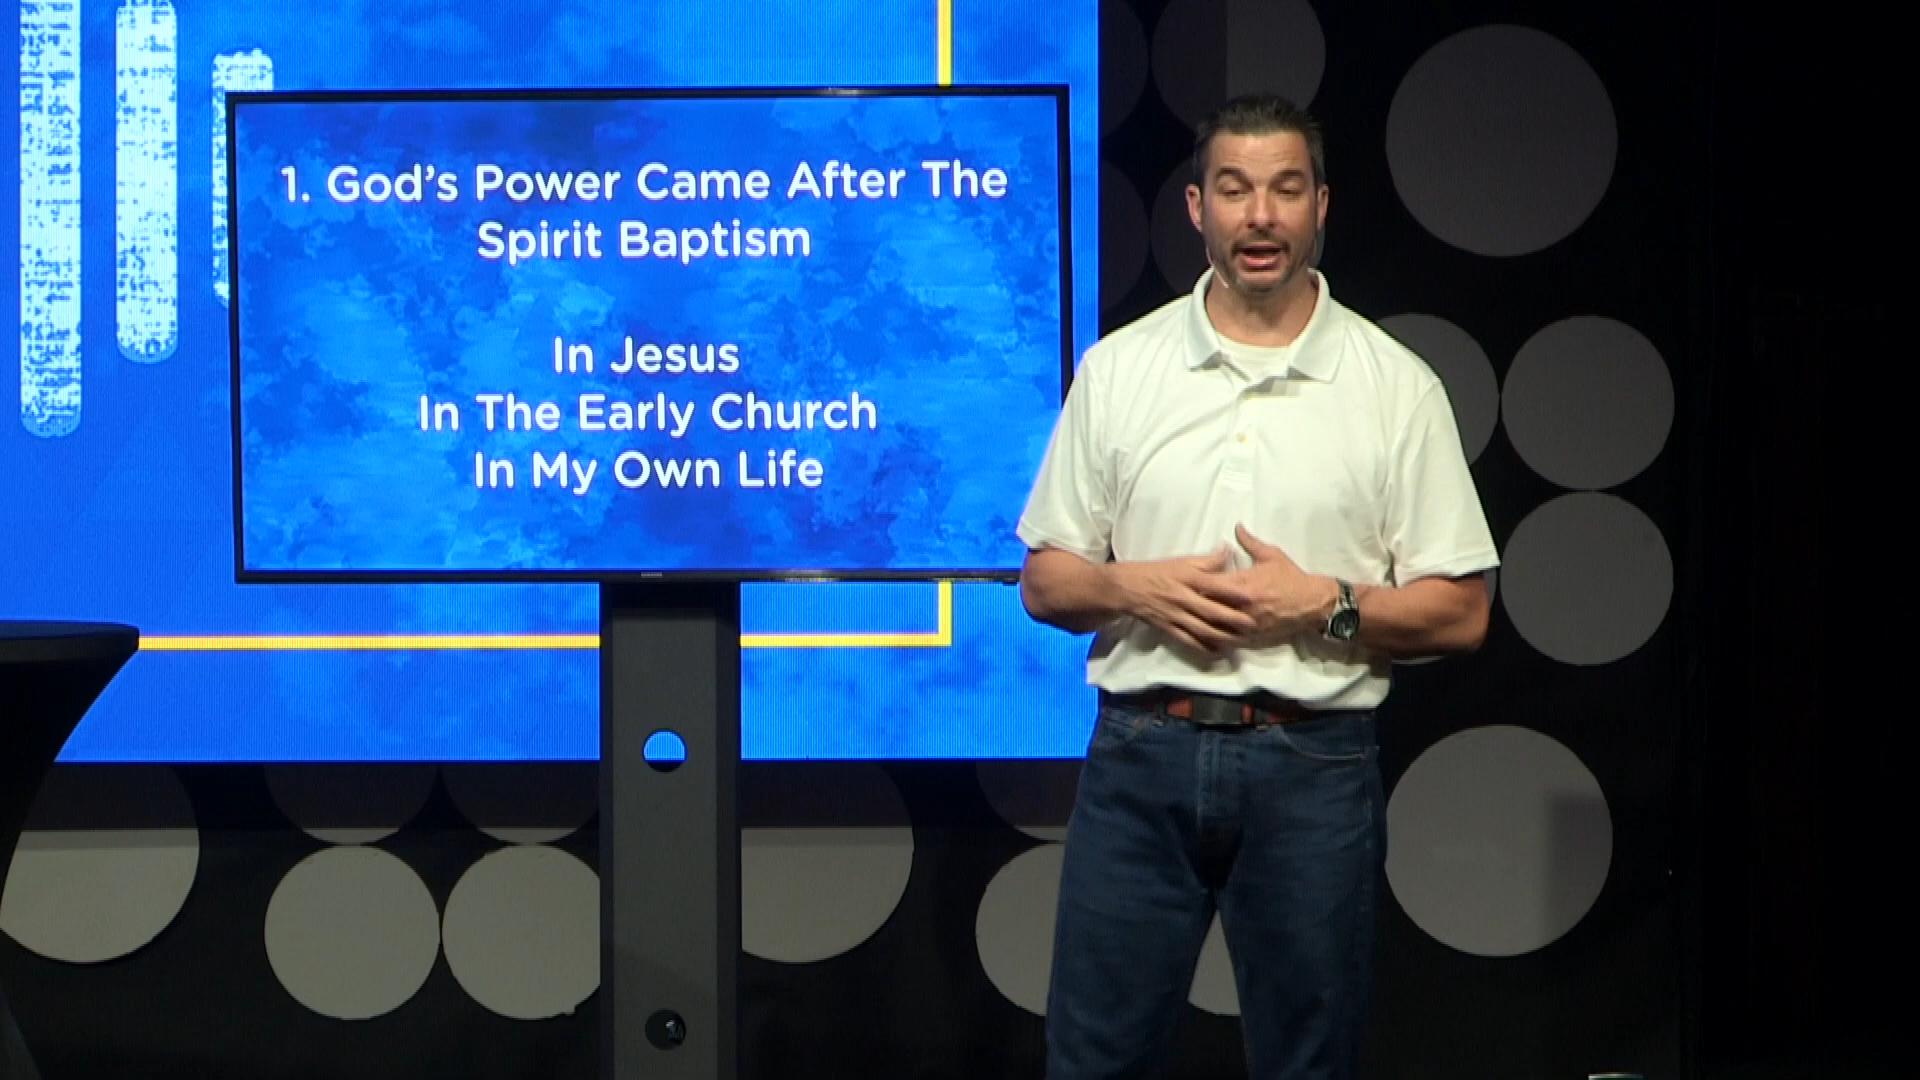 1. God's Power Came After The
Spirit Baptism
In Jesus
In The Early Church
In My Own Life